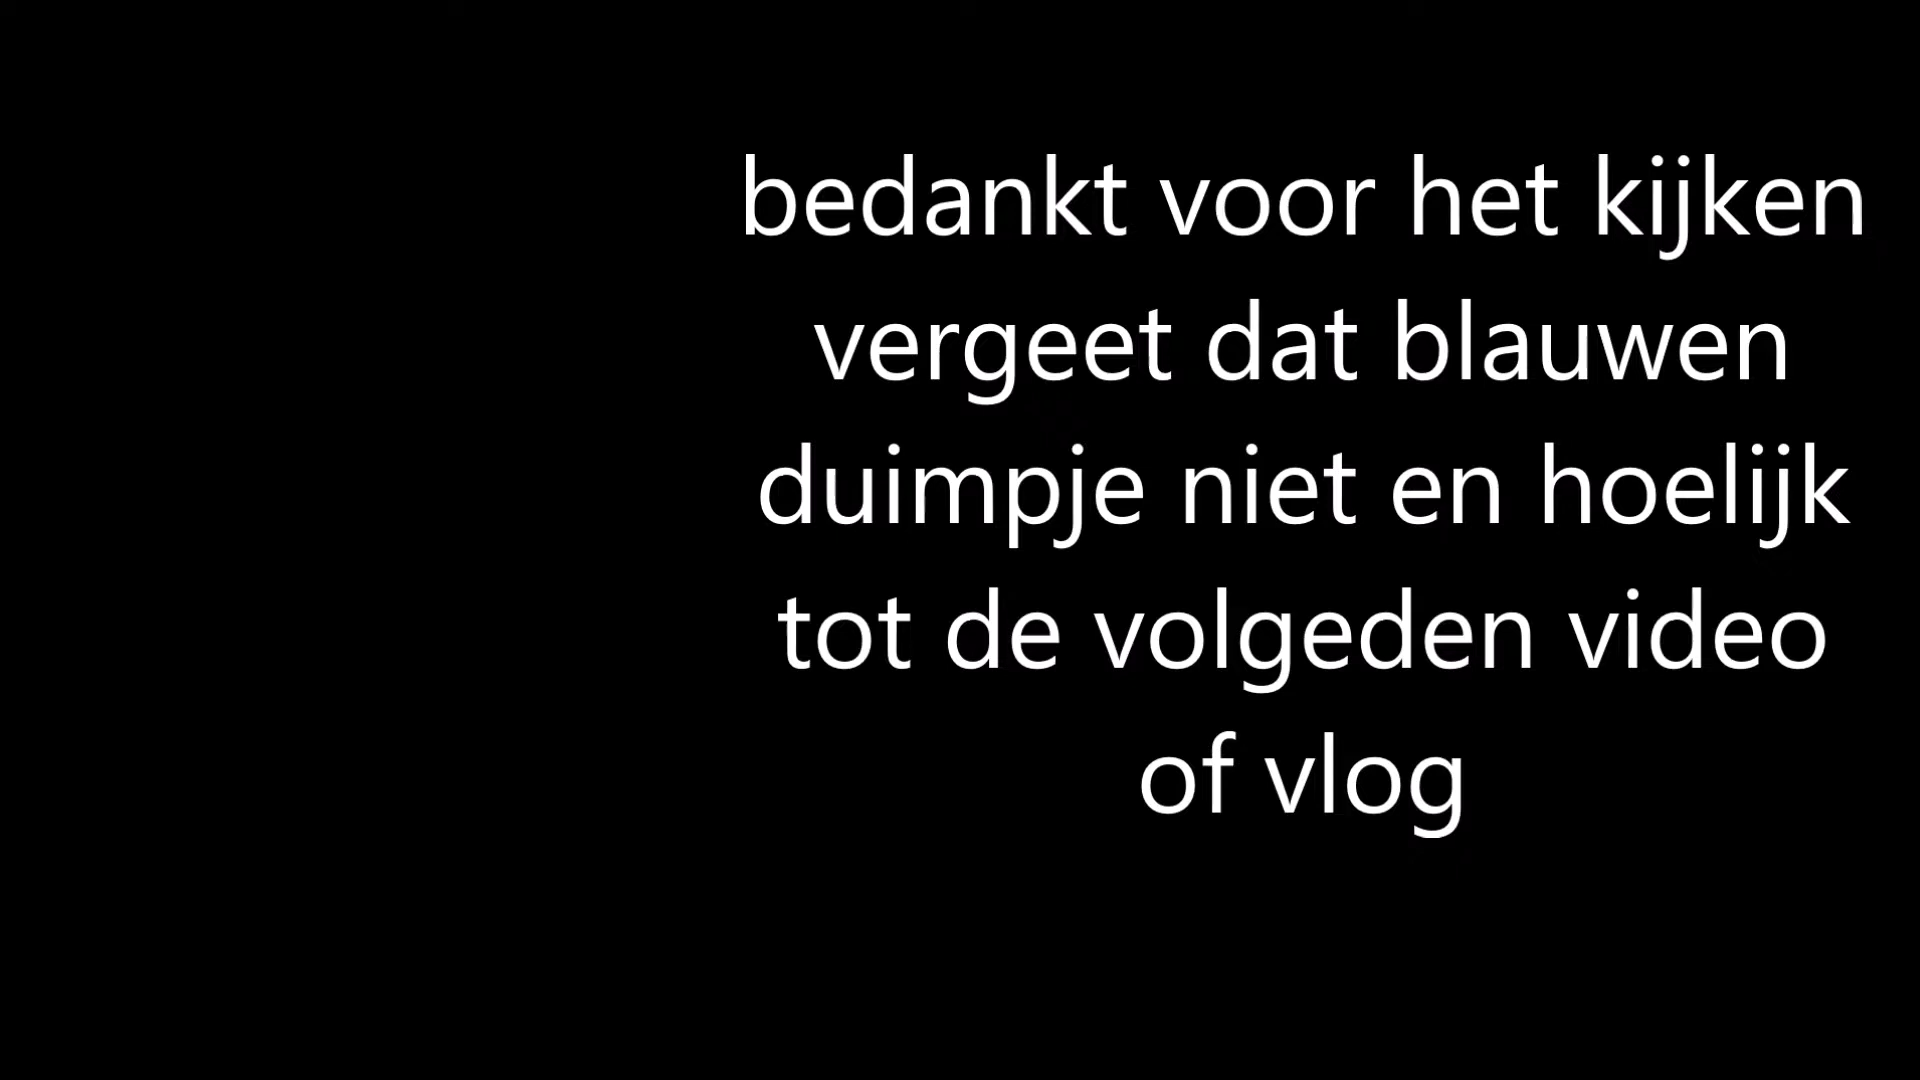 bedankt voor het kijken
vergeet dat blauwen
duimpje niet en hoelijk
tot de volgeden video
of vlog